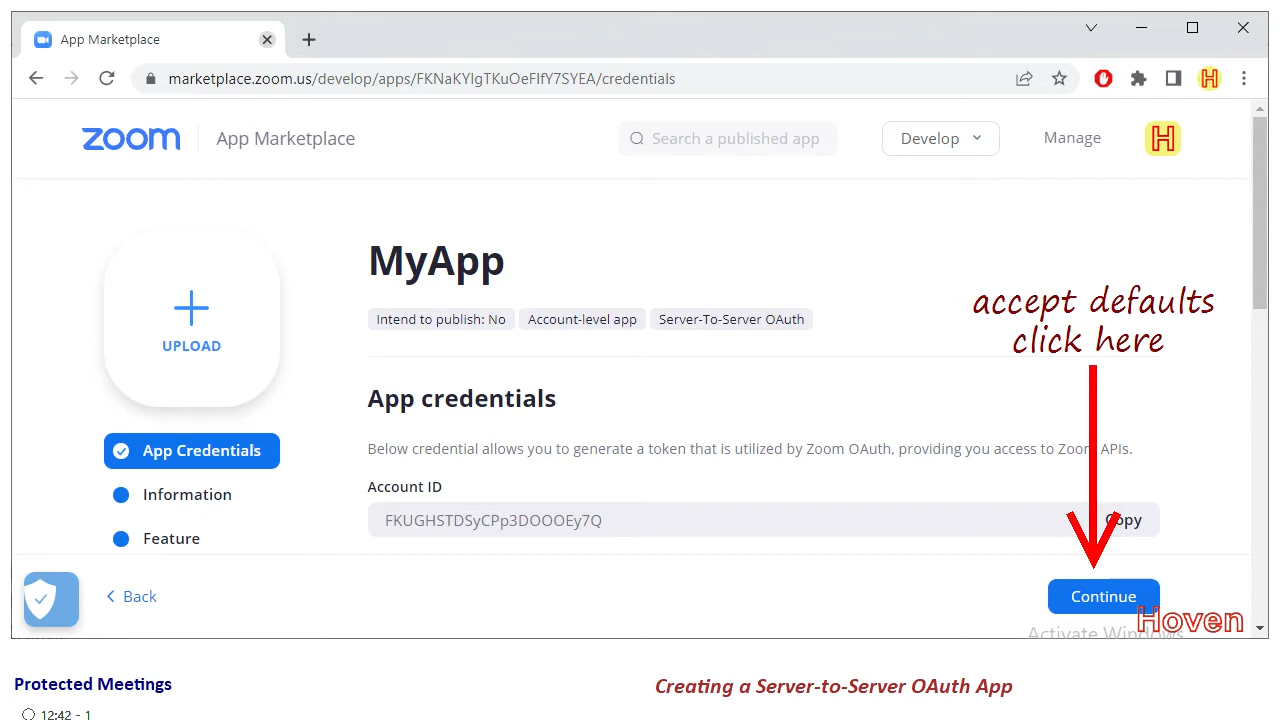 App Marketplace
marketplace.zoom.us/develop/apps/FKNaKYIgTKuOeFIfY7SYEA/credentials
zoom App Marketplace Search a published app Develop Manage H
MyApp
UPLOAD
Intend to publish: No Account-level app Server-To-Server OAuth
accept defaults
click here
App credentials
App Credentials
Below credential allows you to generate a token that is utilized by Zoom OAuth, providing you access to Zoom APIs.
Account ID
Information
FKUGHSTDSyCPp3DOOOEy7Q Copy
Feature
Back Continue
Hoven
Activate Windows
Protected Meetings Creating a Server-to-Server OAuth App
12:42 - 1